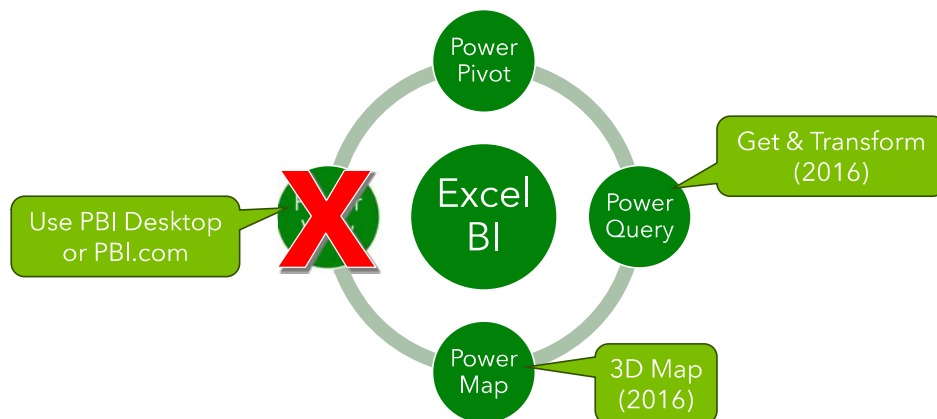 Power
Pivot
Get & Transform
(2016)
Excel
BI
Power
Query
Use PBI Desktop
or PBI.com
X
Power
Map
3D Map
(2016)